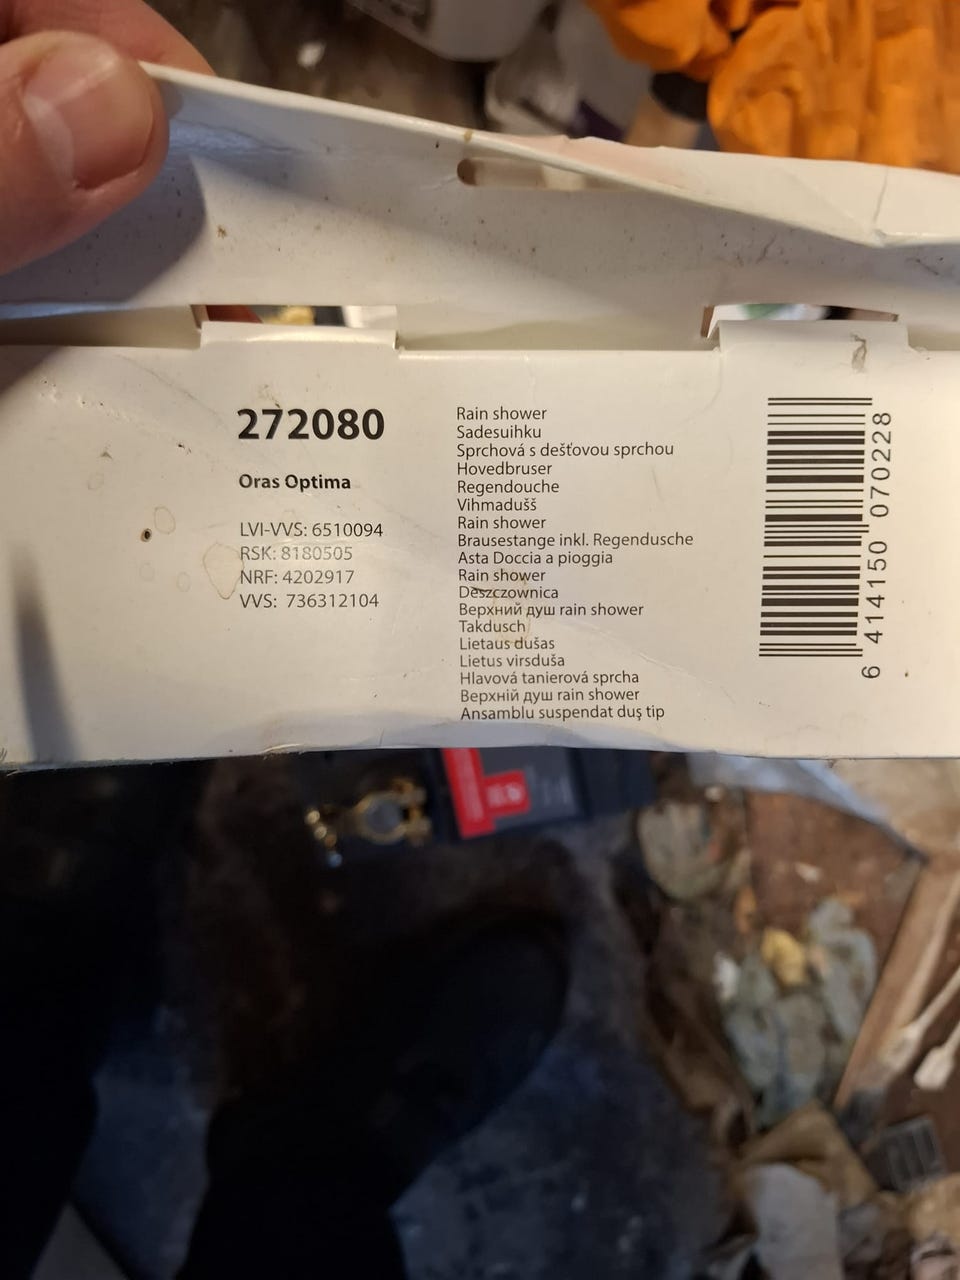 272080
Oras Optima
LVI-VVS: 6510094
RSK: 8180505
NRF: 4202917
VVS: 736312104
Rain shower
Sadesuihku
Sprchová s dešťovou sprchou
Hovedbruser
Regendouche
Vihmadušš
Rain shower
Brausestange inkl. Regendusche
Asta Doccia a pioggia
Rain shower
Deszczownica
Верхний душ rain shower
Takdusch
Lietaus dušas
Lietus virsduša
Hlavová tanierová sprcha
Верхній душ rain shower
Ansamblu suspendat duş tip
6 414150 070228